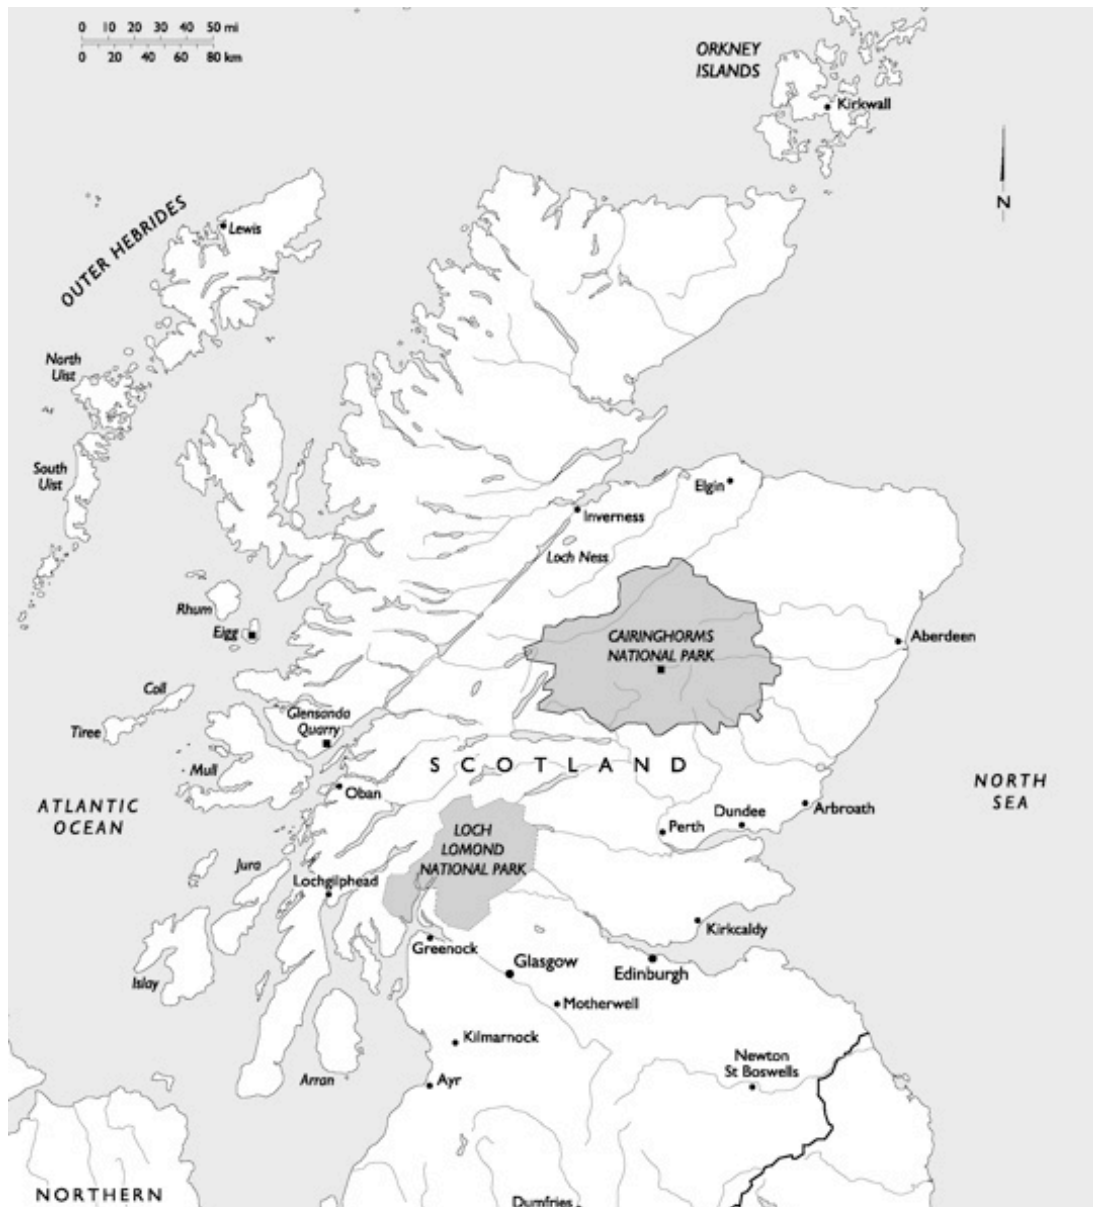 0 10 20 30 50 mi
0 20 40 60 80 km
ORKNEY
ISLANDS
Kirkwall
N
OUTER HEBRIDES
Lewis
North
Uist
South
Uist
Elgin
Inverness
Loch Ness
Rhum
Eigg
CAIRINGHORMS
NATIONAL PARK
Aberdeen
Coll
Tiree
Glensanda
Quarry
Mull
SCOTLAND
Oban
ATLANTIC
OCEAN
NORTH
SEA
Dundee
Arbroath
Perth
LOCH
LOMOND
NATIONAL PARK
Jura
Lochgilphead
Kirkcaldy
Greenock
Glasgow
Edinburgh
Islay
Motherwell
Kilmarnock
Newton
St Boswells
Arran
Ayr
NORTHERN
Dumfries